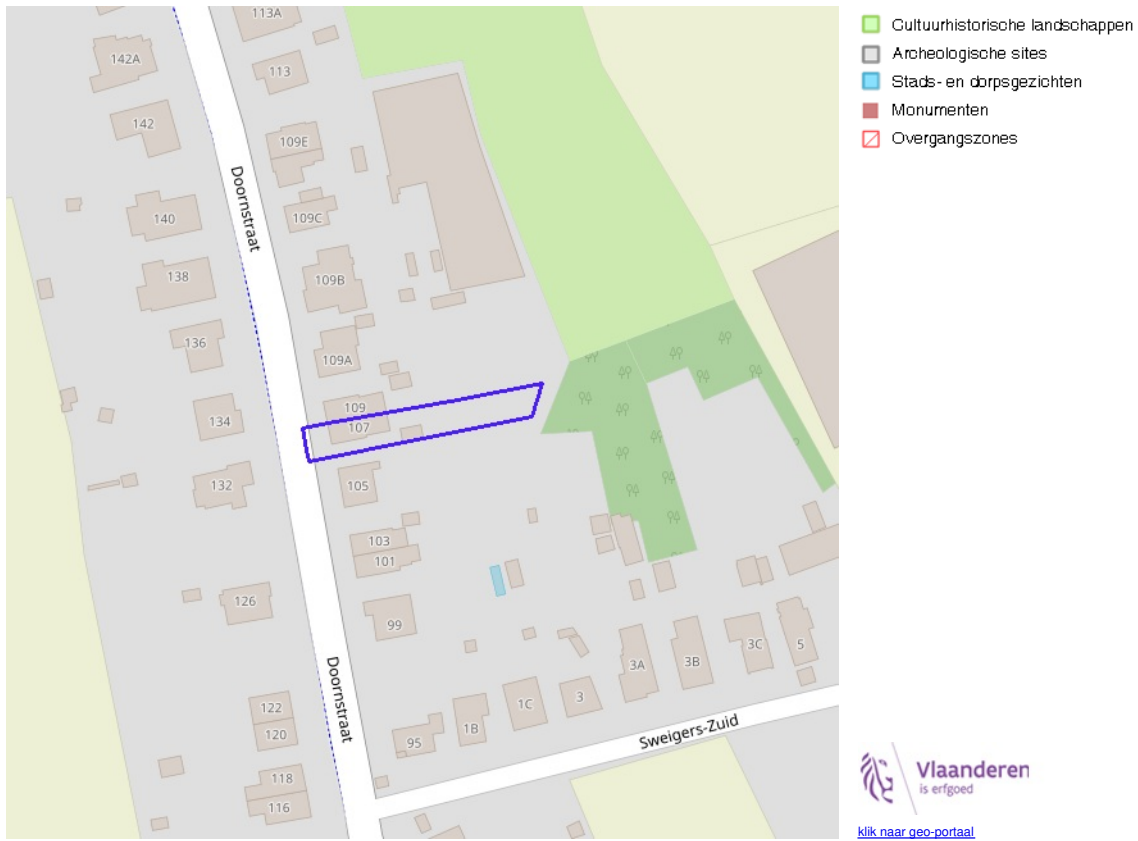 113A
142A
113
142
109E
Doornstraat
140
109C
138
109B
136
109A
109
134
107
132
105
103
101
126
99
Doornstraat
3C
5
3A
3B
1C
3
122
1B
120
95
Sweigers-Zuid
118
116
Cultuurhistorische landschappen
Archeologische sites
Stads- en dorpsgezichten
Monumenten
Overgangszones
Vlaanderen
is erfgoed
klik naar geo-portaal